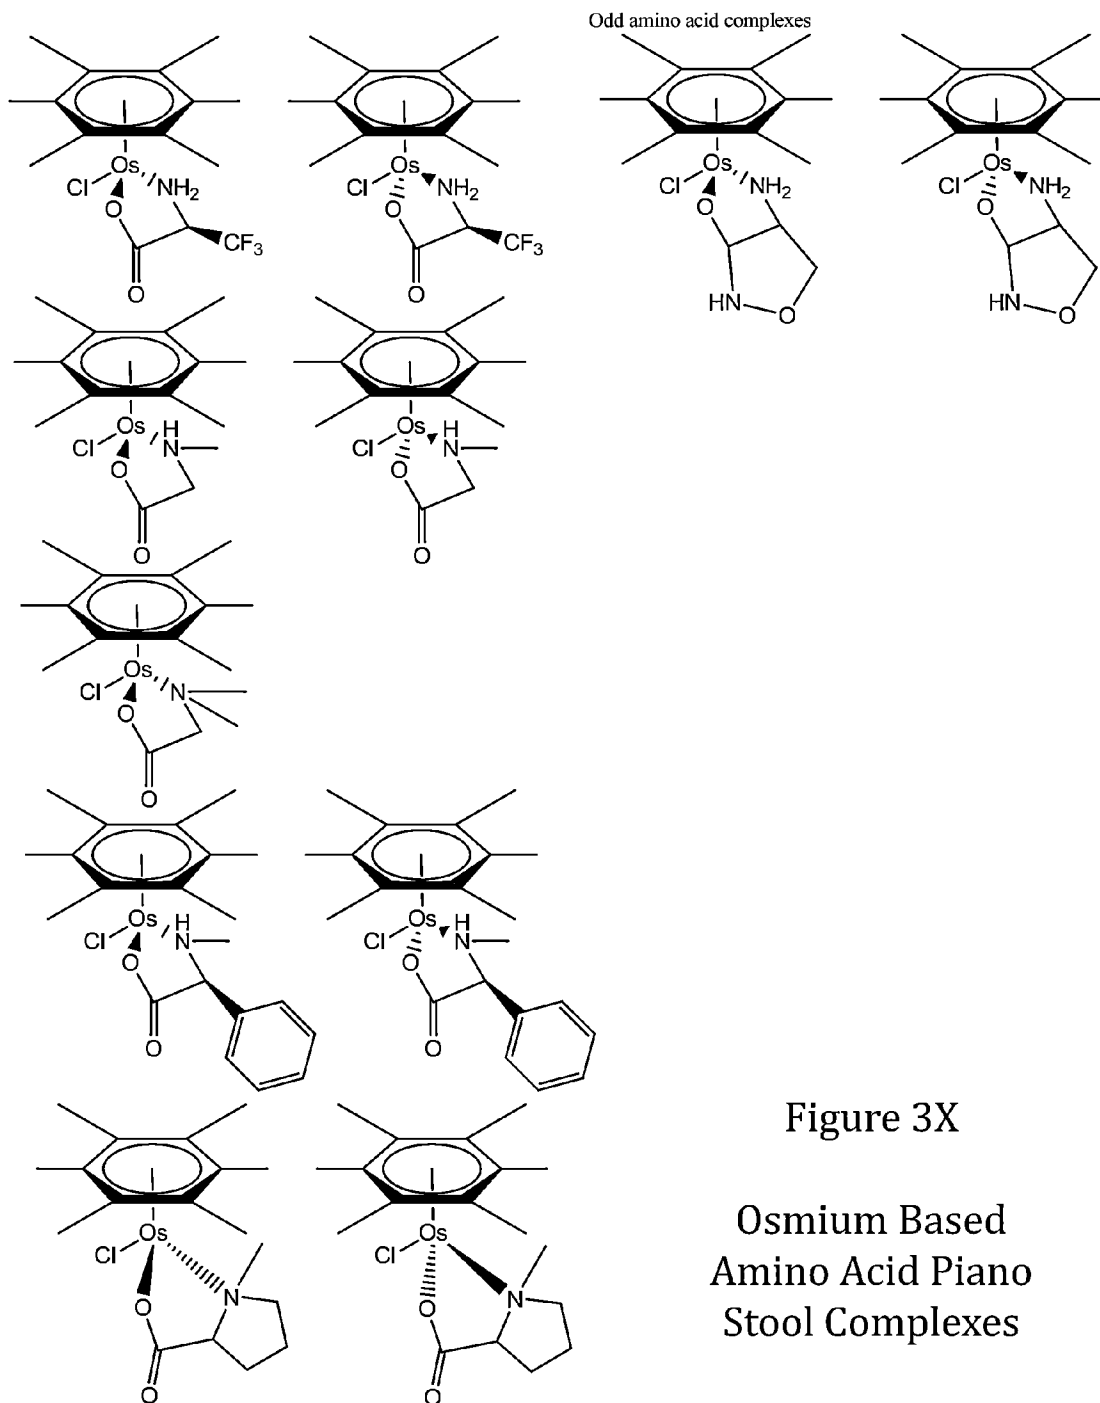 Odd amino acid complexes
Os
Cl
NH2
O
CF3
O
Os
Cl
NH2
O
CF3
O
Os
Cl
NH2
O
HN
O
Os
Cl
NH2
O
HN
O
Os
H
Cl
N
O
O
Os
H
Cl
N
O
O
Os
Cl
N
O
O
Os
H
Cl
N
O
O
Os
H
Cl
N
O
O
Os
Cl
N
O
O
Os
Cl
N
O
O
Figure 3X
Osmium Based
Amino Acid Piano
Stool Complexes